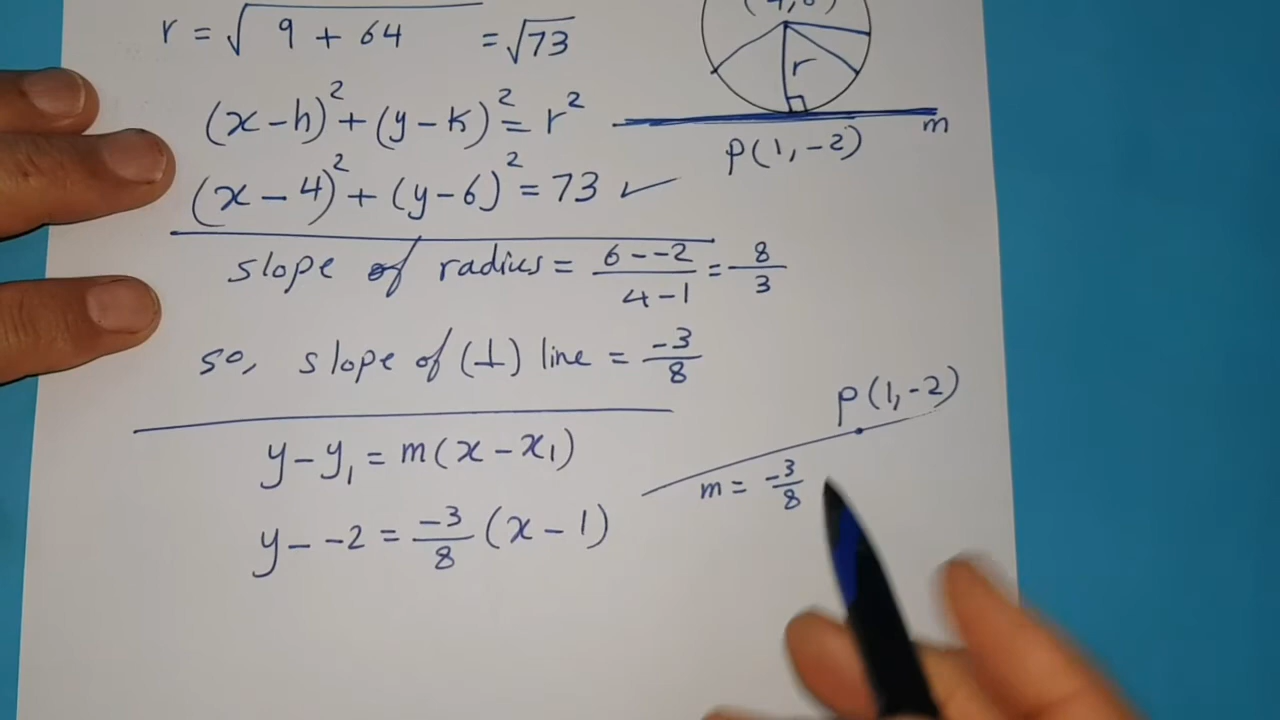 r = √9 + 64 = √73
(x-h)² + (y-k)² = r²
r
m
P(1, -2)
(x-4)² + (y-6)² = 73 ✓
slope of radius = 6--2/4-1 = 8/3
so, slope of (⊥) line = -3/8
P(1, -2)
m = -3/8
y-y₁ = m(x-x₁)
y--2 = -3/8 (x-1)